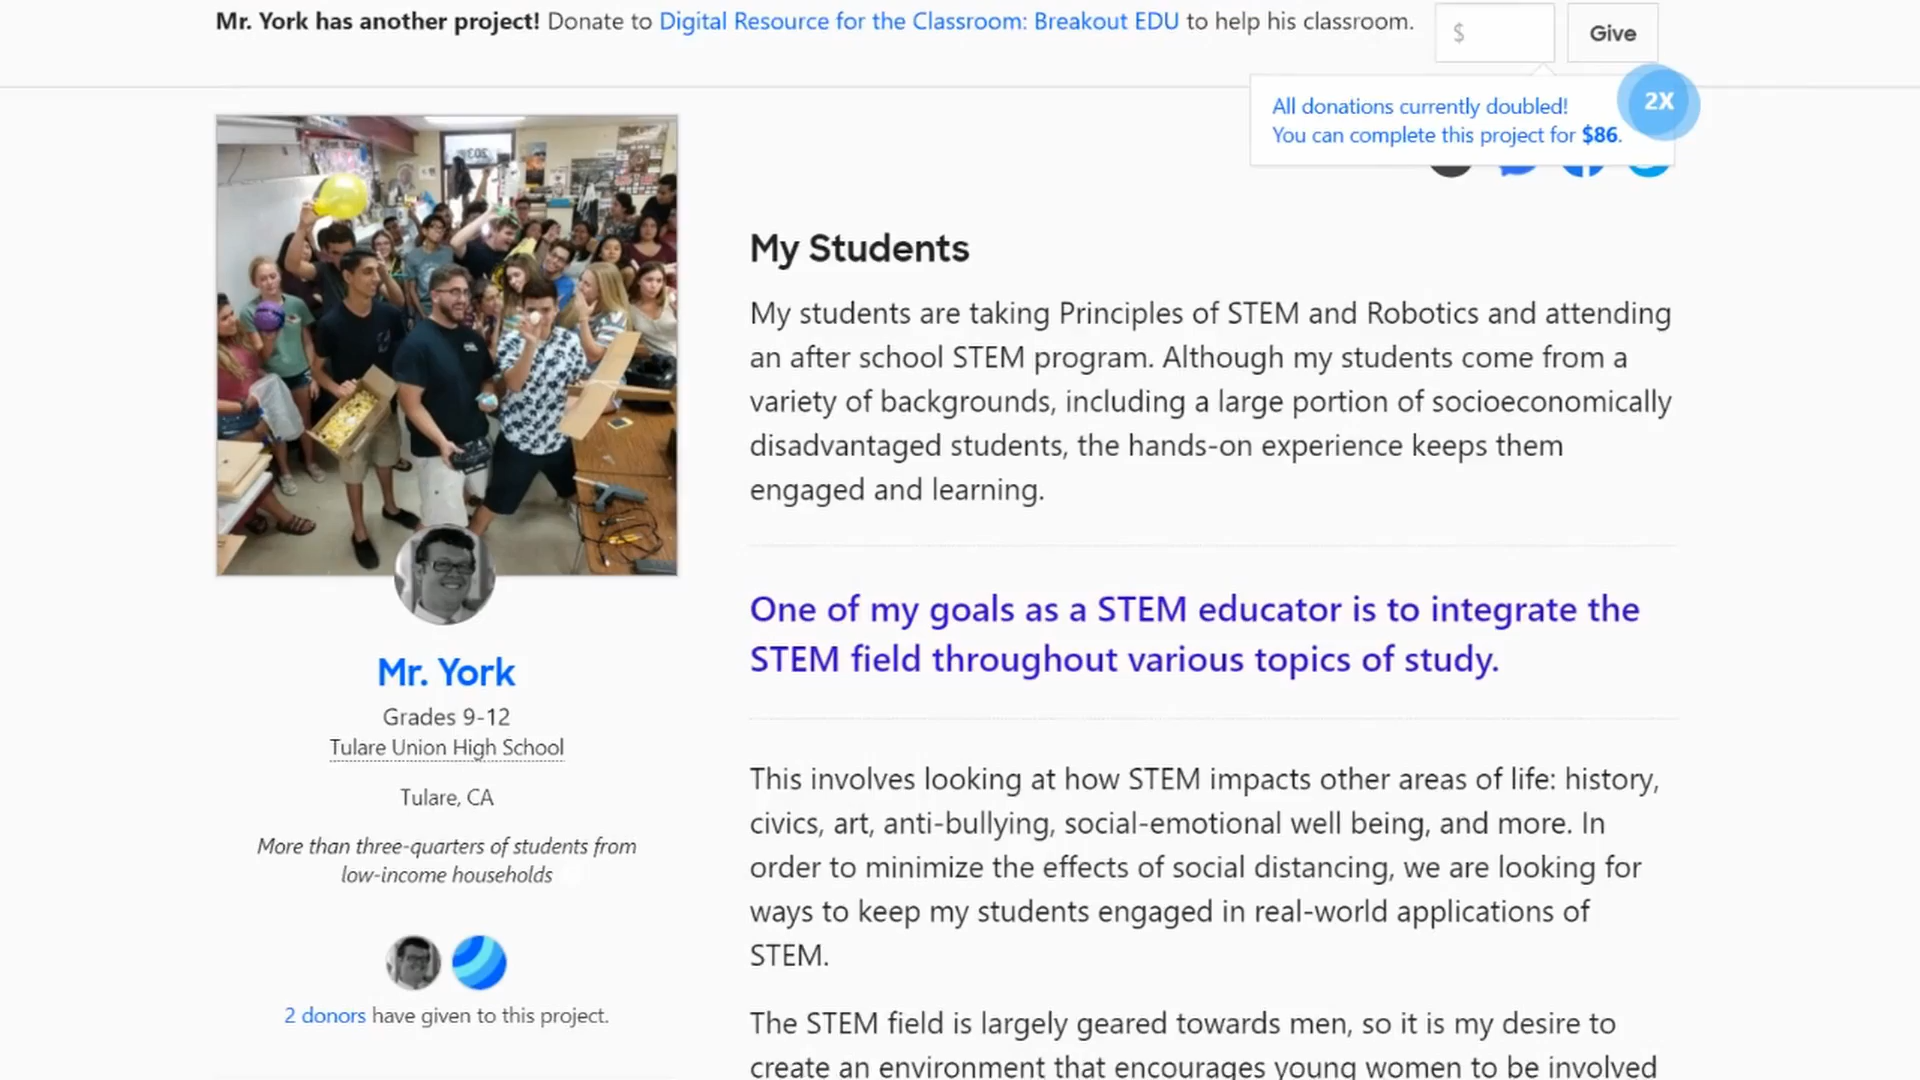 Mr. York has another project! Donate to Digital Resource for the Classroom: Breakout EDU to help his classroom.
$
Give
All donations currently doubled!
You can complete this project for $86.
2X
My Students
My students are taking Principles of STEM and Robotics and attending
an after school STEM program. Although my students come from a
variety of backgrounds, including a large portion of socioeconomically
disadvantaged students, the hands-on experience keeps them
engaged and learning.
One of my goals as a STEM educator is to integrate the
STEM field throughout various topics of study.
Mr. York
Grades 9-12
Tulare Union High School
Tulare, CA
More than three-quarters of students from
low-income households
2 donors have given to this project.
This involves looking at how STEM impacts other areas of life: history,
civics, art, anti-bullying, social-emotional well being, and more. In
order to minimize the effects of social distancing, we are looking for
ways to keep my students engaged in real-world applications of
STEM.
The STEM field is largely geared towards men, so it is my desire to
create an environment that encourages young women to be involved